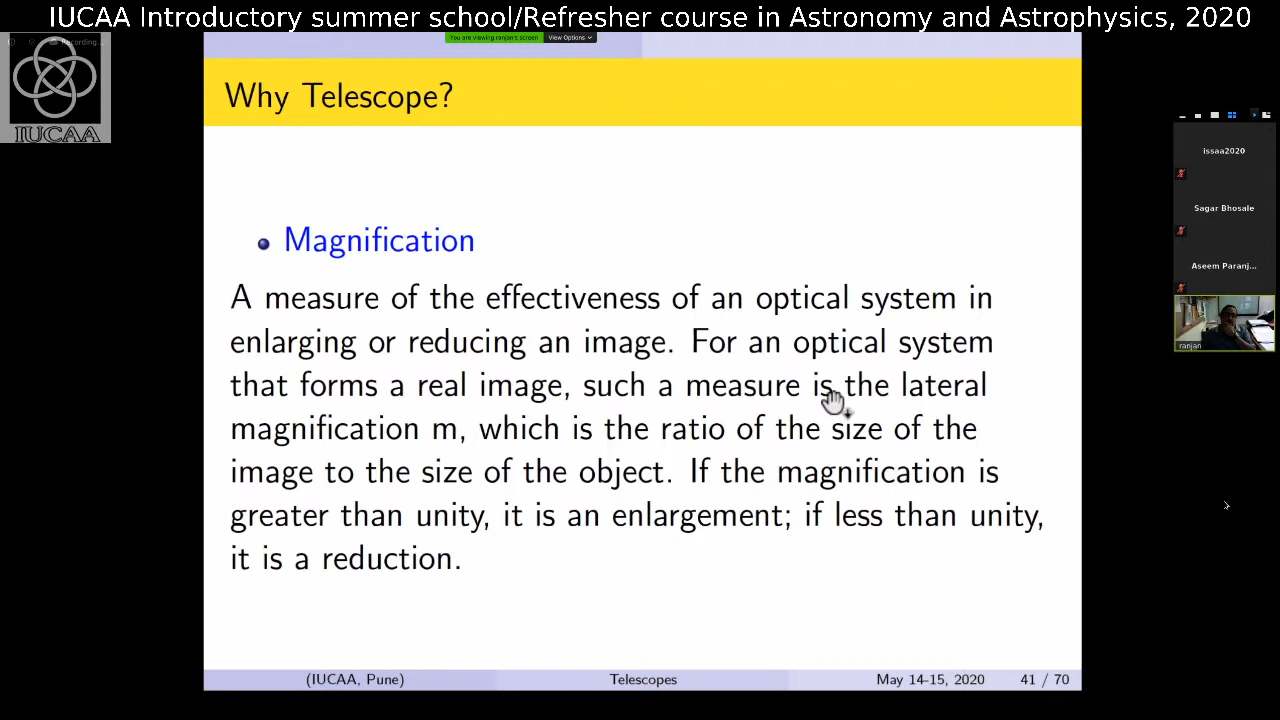 IUCAA Introductory summer school/Refresher course in Astronomy and Astrophysics, 2020
Recording...
You are viewing ranjan's screen
View Options
IUCAA
Why Telescope?
Magnification
A measure of the effectiveness of an optical system in
enlarging or reducing an image. For an optical system
that forms a real image, such a measure is the lateral
magnification m, which is the ratio of the size of the
image to the size of the object. If the magnification is
greater than unity, it is an enlargement; if less than unity,
it is a reduction.
issaa2020
Sagar Bhosale
Aseem Paranj...
ranjan
(IUCAA, Pune)
Telescopes
May 14-15, 2020
41 / 70